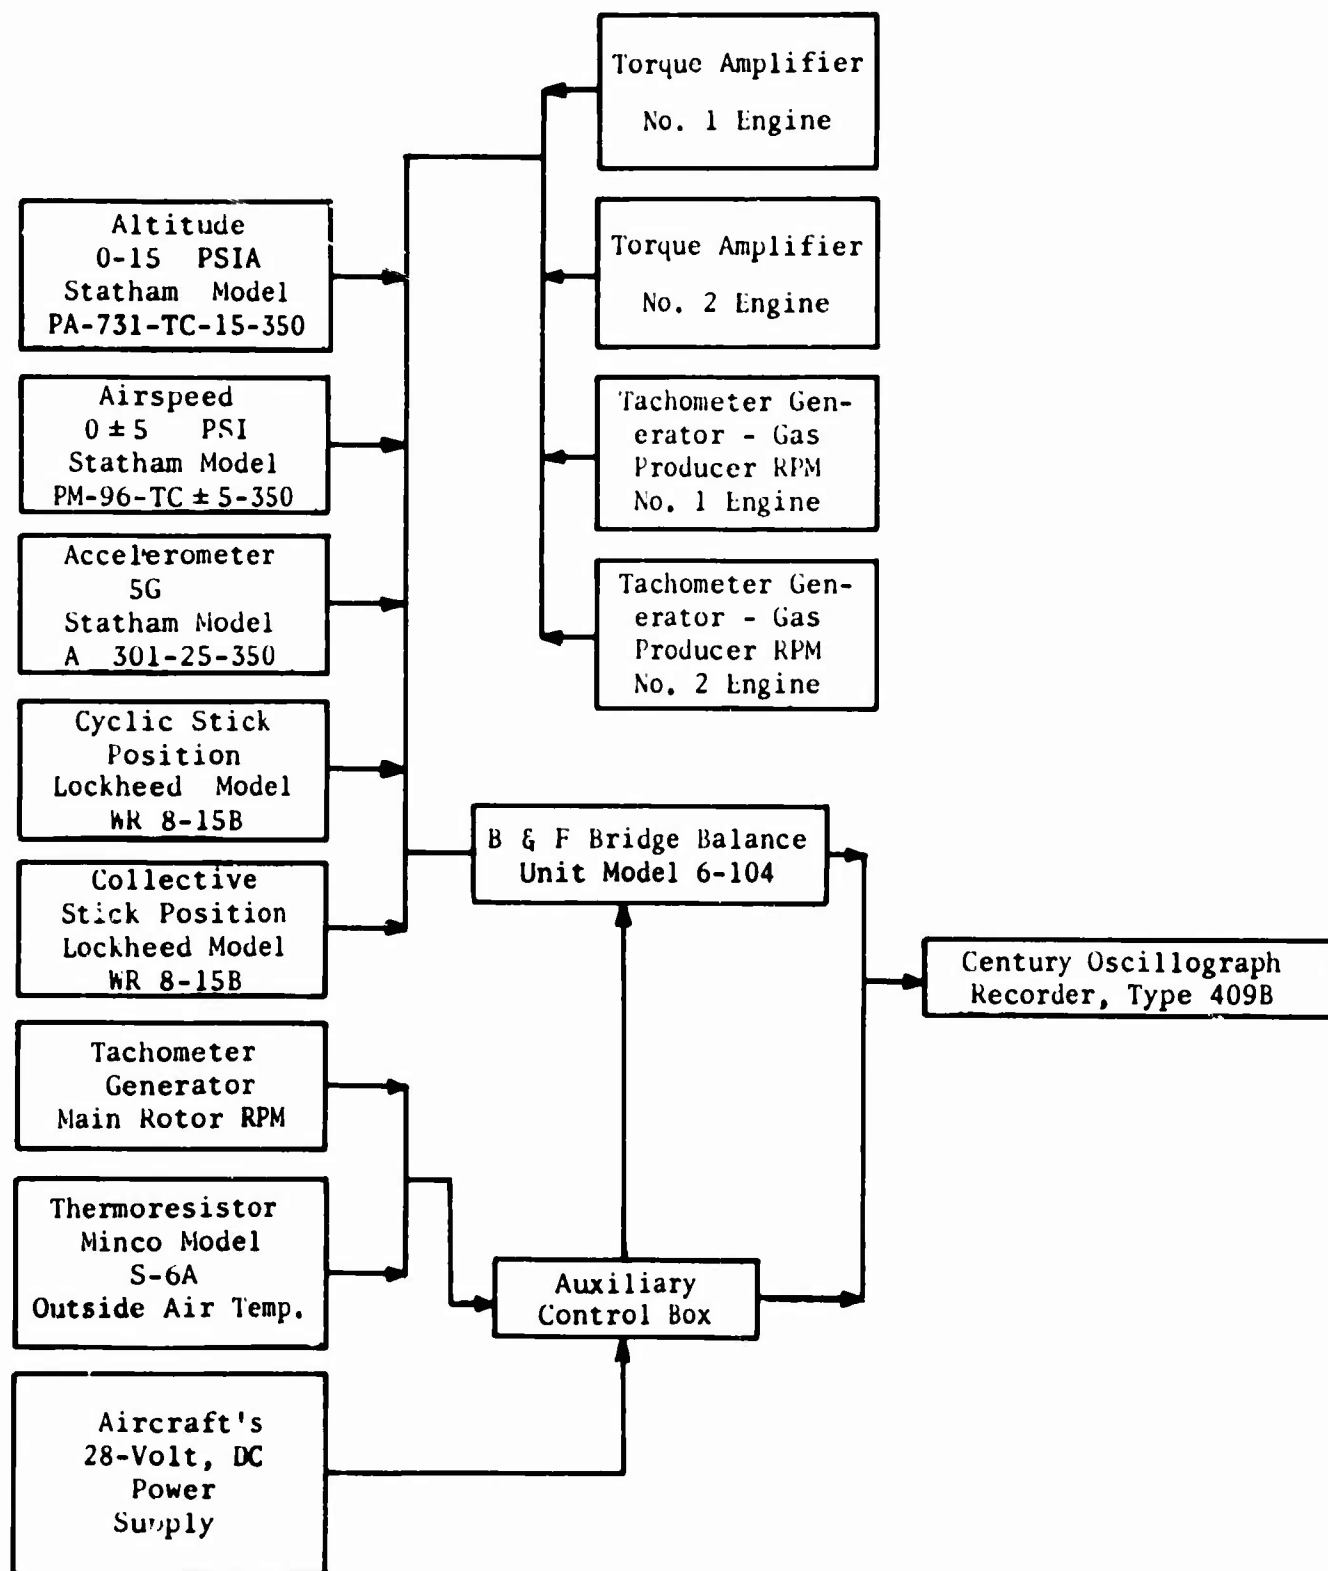 Torque Amplifier
No. 1 Engine
Altitude
0-15 PSIA
Statham Model
PA-731-TC-15-350
Torque Amplifier
No. 2 Engine
Airspeed
0 ± 5 PSI
Statham Model
PM-96-TC ± 5-350
Tachometer Gen-
erator - Gas
Producer RPM
No. 1 Engine
Accelerometer
5G
Statham Model
A 301-25-350
Tachometer Gen-
erator - Gas
Producer RPM
No. 2 Engine
Cyclic Stick
Position
Lockheed Model
WR 8-15B
B & F Bridge Balance
Unit Model 6-104
Collective
Stick Position
Lockheed Model
WR 8-15B
Century Oscillograph
Recorder, Type 409B
Tachometer
Generator
Main Rotor RPM
Thermoresistor
Minco Model
S-6A
Outside Air Temp.
Auxiliary
Control Box
Aircraft's
28-Volt, DC
Power
Supply